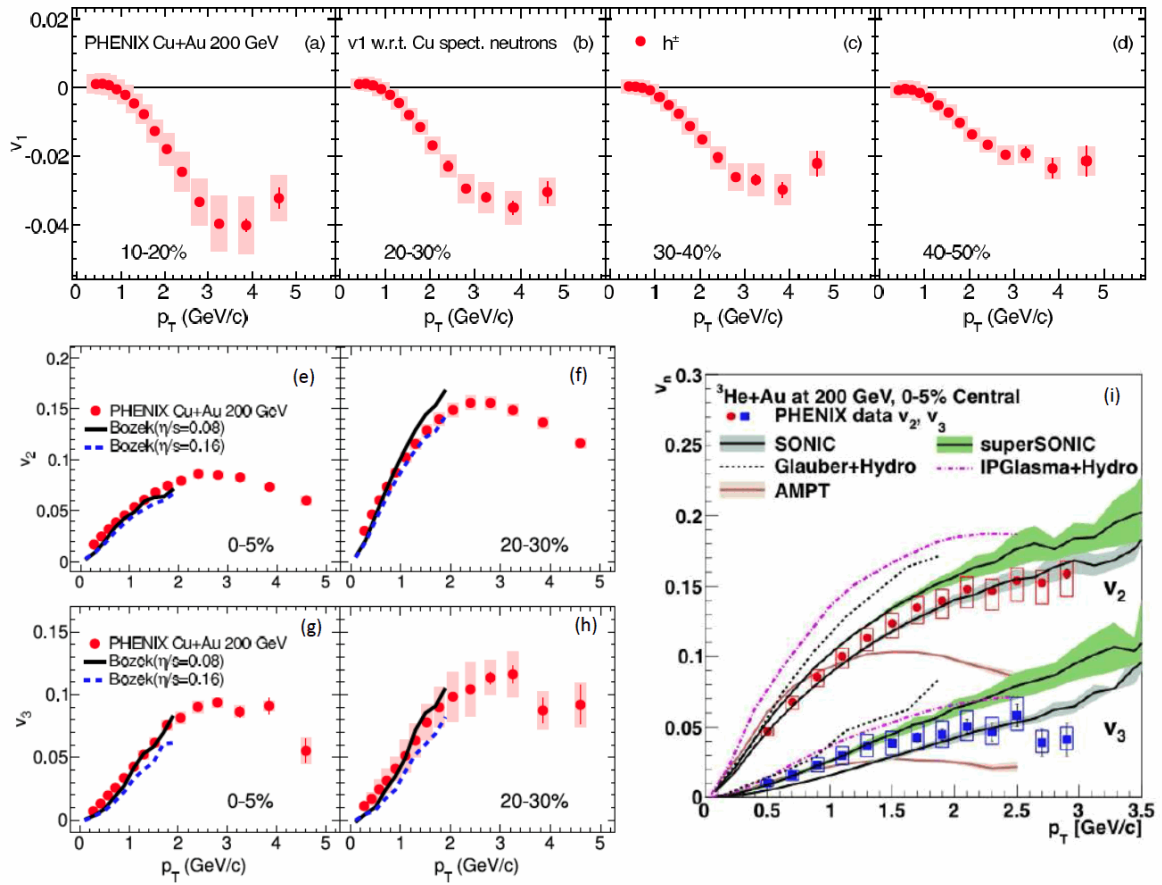 0.02
0
-0.02
-0.04
v1
PHENIX Cu+Au 200 GeV (a)
10-20%
v1 w.r.t. Cu spect. neutrons (b)
20-30%
h± (c)
30-40%
(d)
40-50%
0 1 2 3 4 5
pT (GeV/c)
0 1 2 3 4 5
pT (GeV/c)
0 1 2 3 4 5
pT (GeV/c)
0 1 2 3 4 5
pT (GeV/c)
0.2
0.15
0.1
0.05
0
v2
(e)
PHENIX Cu+Au 200 GeV
Bozek(η/s=0.08)
Bozek(η/s=0.16)
0-5%
(f)
20-30%
0 1 2 3 4 5
0 1 2 3 4 5
0.15
0.1
0.05
0
v3
(g)
PHENIX Cu+Au 200 GeV
Bozek(η/s=0.08)
Bozek(η/s=0.16)
0-5%
(h)
20-30%
0 1 2 3 4 5
pT (GeV/c)
0 1 2 3 4 5
pT (GeV/c)
vn
0.3
0.25
0.2
0.15
0.1
0.05
0
3He+Au at 200 GeV, 0-5% Central (i)
PHENIX data v2, v3
SONIC
superSONIC
Glauber+Hydro
IPGlasma+Hydro
AMPT
v2
v3
0 0.5 1 1.5 2 2.5 3 3.5
pT [GeV/c]